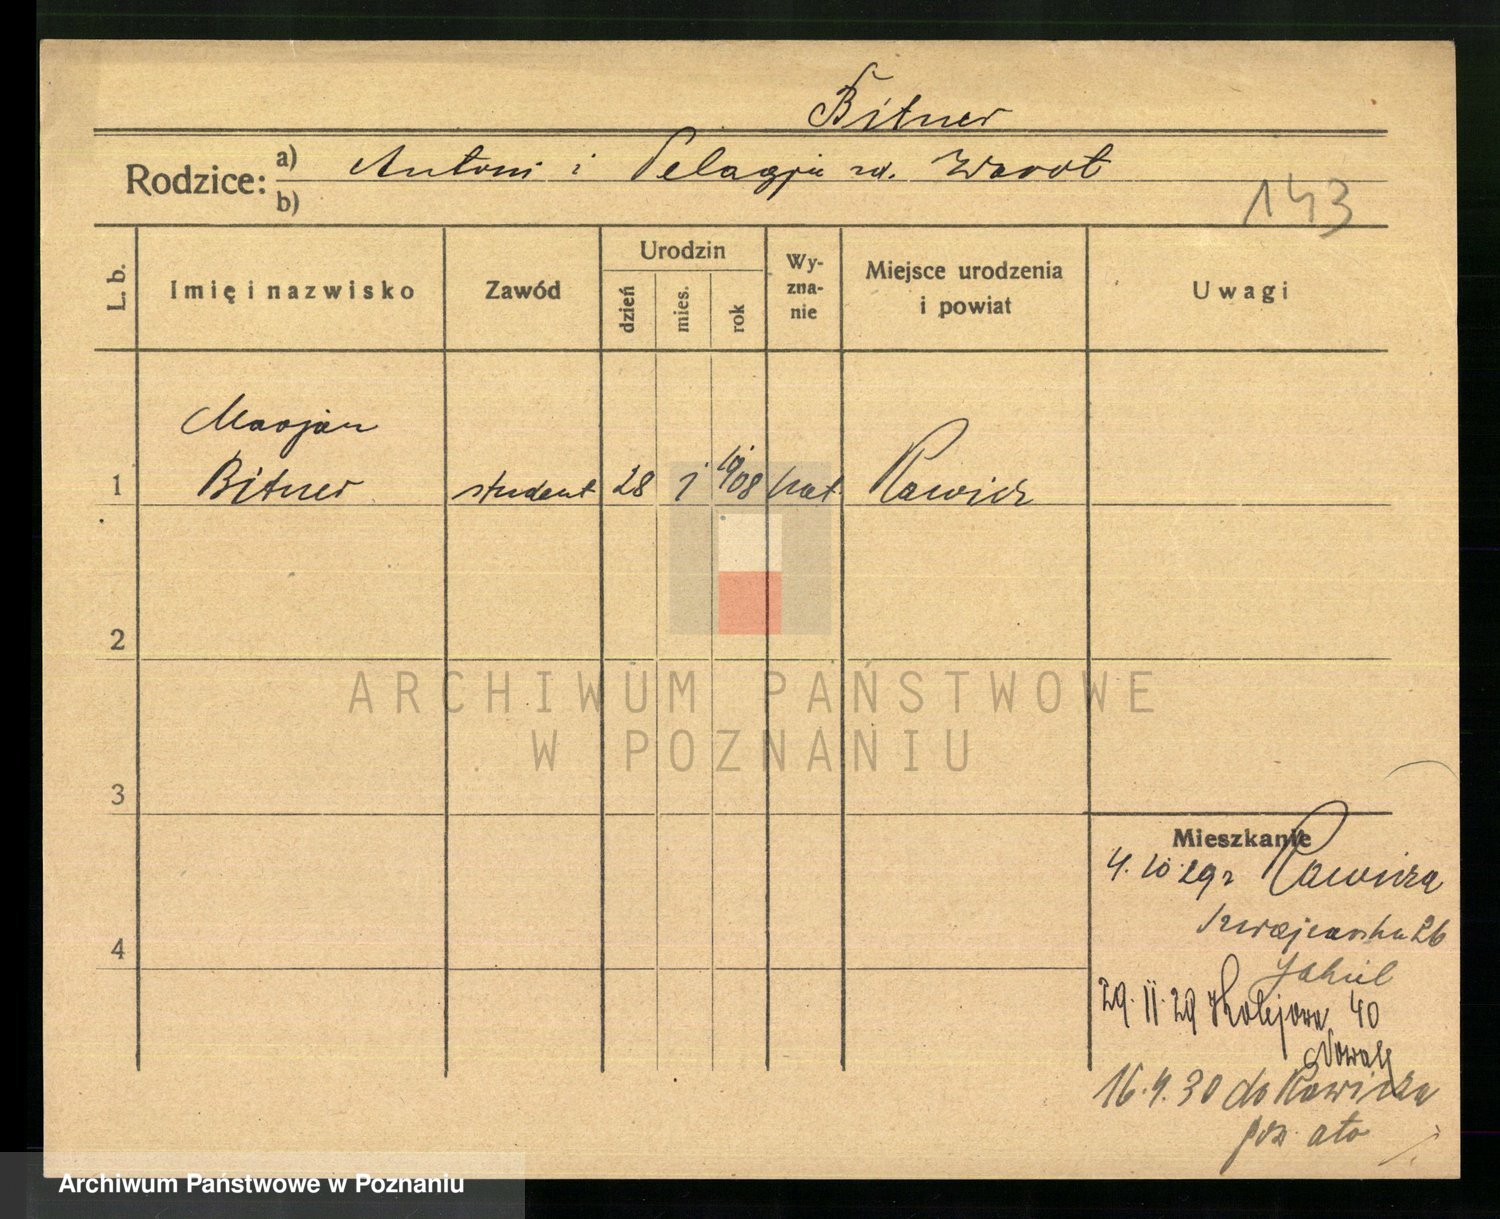 Bitner
Rodzice: a) Antoni i Pelagja zd. Warot
b)
143
L. b.
Imię i nazwisko
Zawód
Urodzin
dzień
mies.
rok
Wy-
zna-
nie
Miejsce urodzenia
i powiat
Uwagi
Marjan
1 Bitner student 28 1 1908 kat. Rawicz
2
ARCHIWUM PAŃSTWOWE
W POZNANIU
3
Mieszkanie
4. 10 29 r Rawicza
26
4
29. 11. 29 Kolejowa 40
Nowak
16. 4. 30 do Rawicza
Archiwum Państwowe w Poznaniu